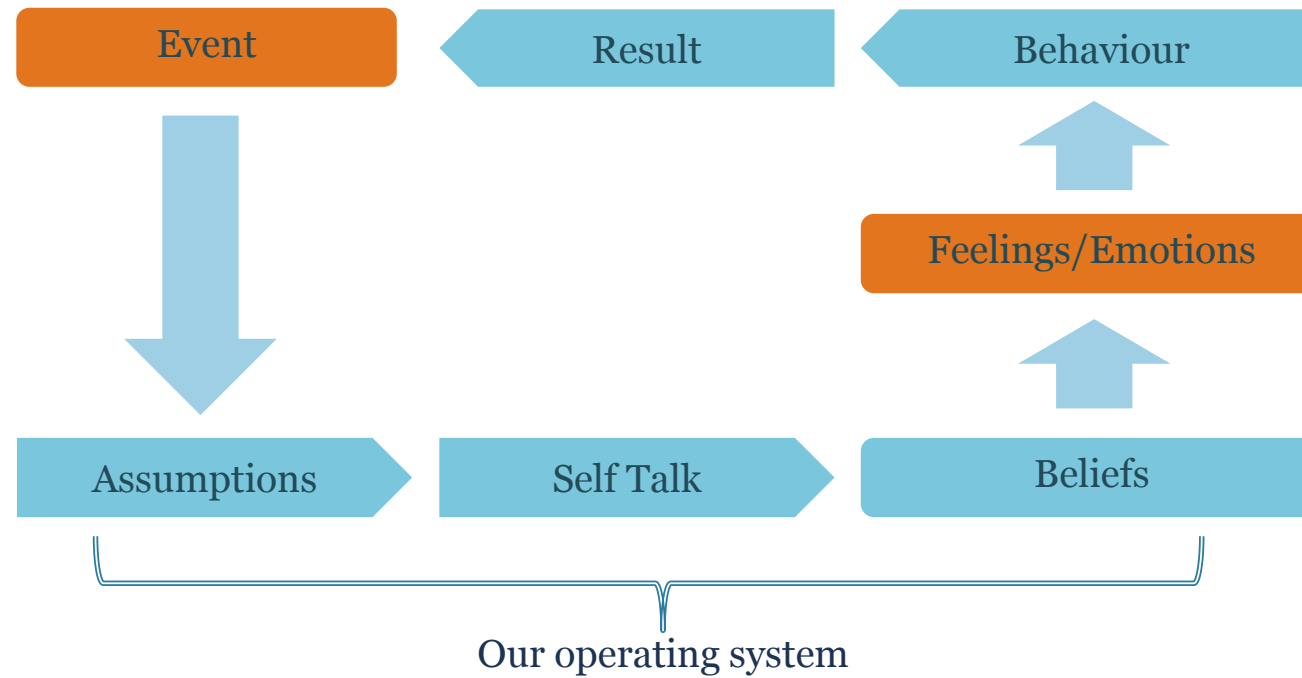 Event
Result
Behaviour
Feelings/Emotions
Assumptions
Self Talk
Beliefs
Our operating system